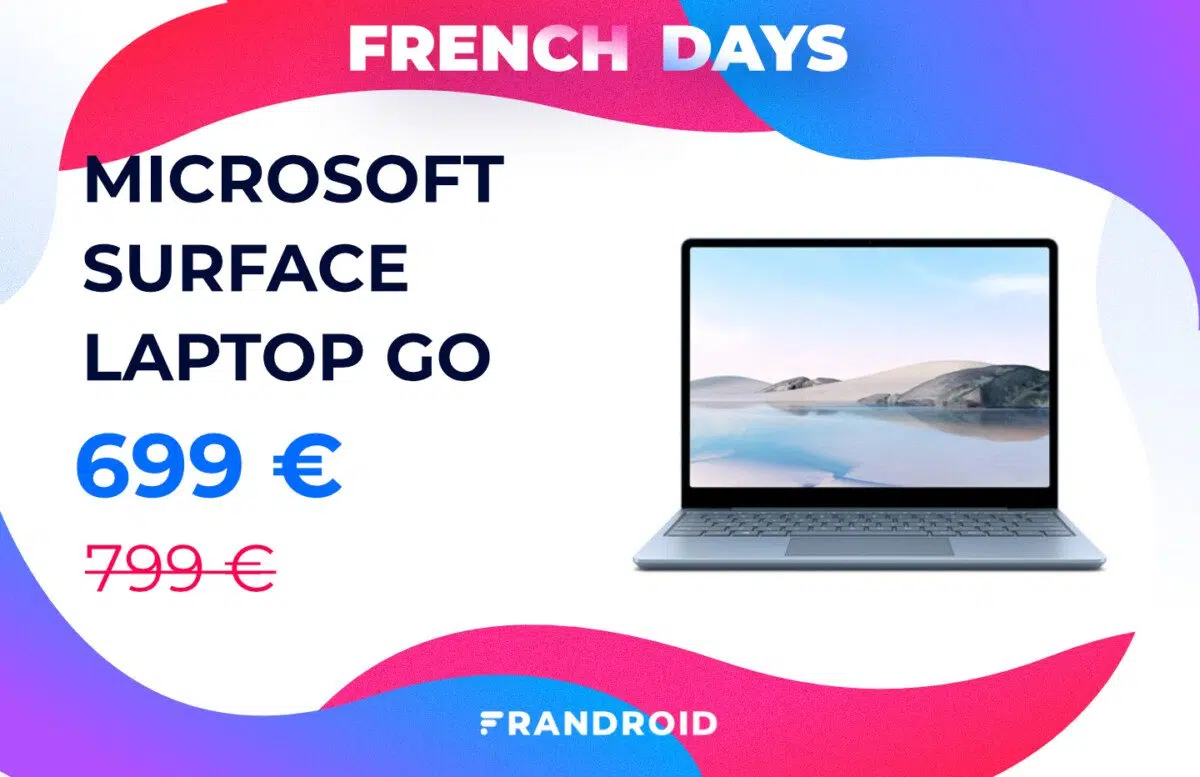 FRENCH DAYS
MICROSOFT
SURFACE
LAPTOP GO
699 €
799 €
FRANDROID